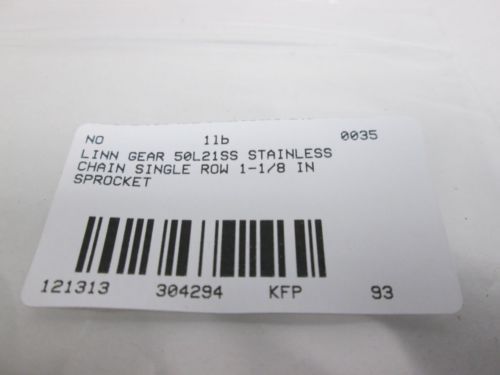 NO 1lb 0035
LINN GEAR 50L21SS STAINLESS
CHAIN SINGLE ROW 1-1/8 IN
SPROCKET
121313 304294 KFP 93